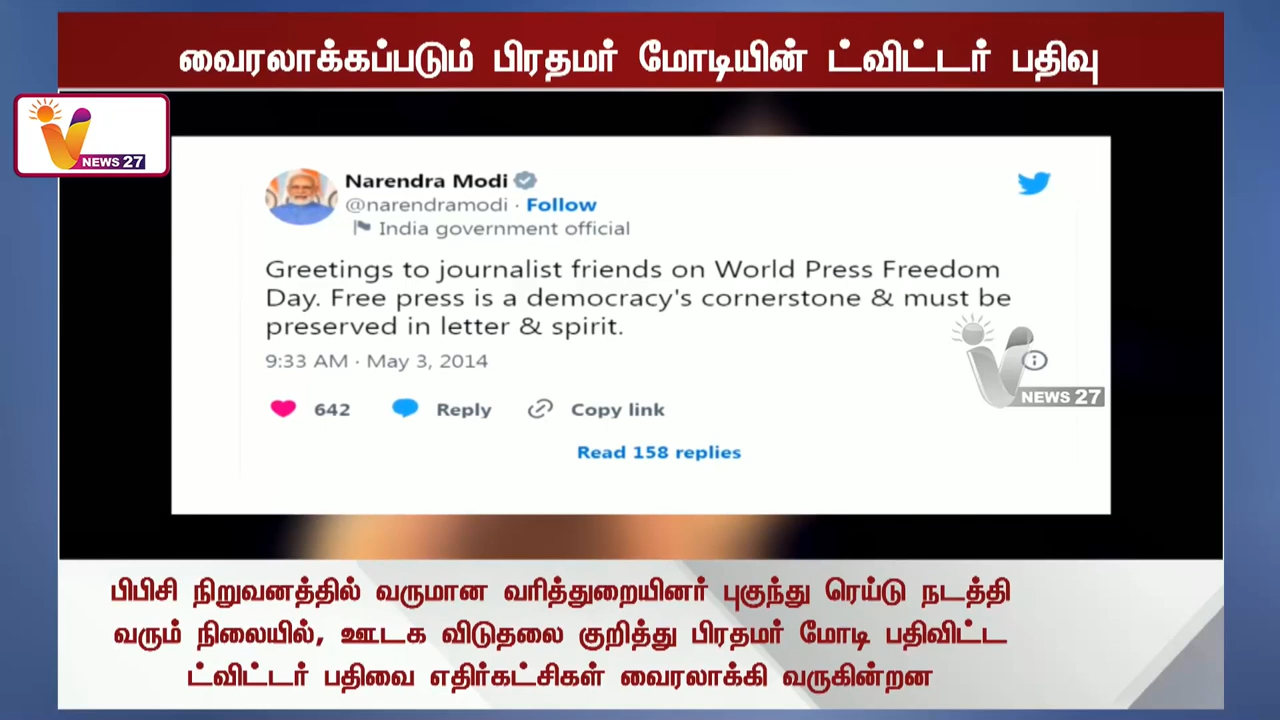 வைரலாக்கப்படும் பிரதமர் மோடியின் ட்விட்டர் பதிவு
NEWS 27
Narendra Modi
@narendramodi · Follow
India government official
Greetings to journalist friends on World Press Freedom
Day. Free press is a democracy's cornerstone & must be
preserved in letter & spirit.
9:33 AM · May 3, 2014
NEWS 27
642 Reply Copy link
Read 158 replies
பிபிசி நிறுவனத்தில் வருமான வரித்துறையினர் புகுந்து ரெய்டு நடத்தி
வரும் நிலையில், ஊடக விடுதலை குறித்து பிரதமர் மோடி பதிவிட்ட
ட்விட்டர் பதிவை எதிர்கட்சிகள் வைரலாக்கி வருகின்றன